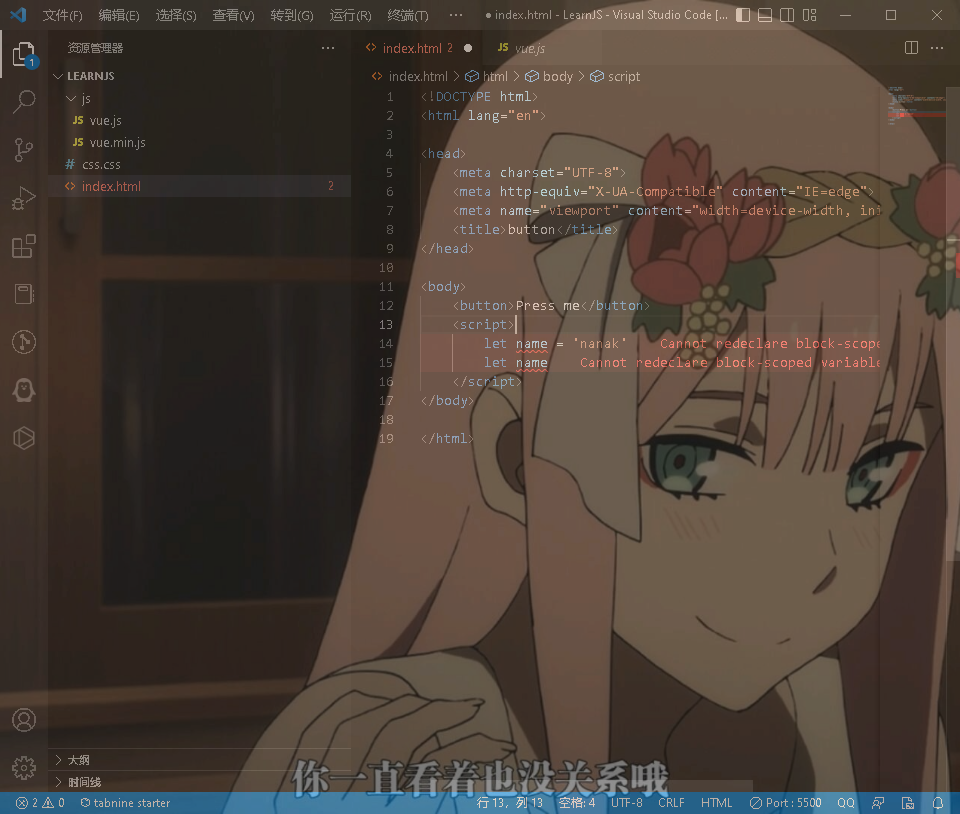 文件(F) 编辑(E) 选择(S) 查看(V) 转到(G) 运行(R) 终端(T) ··· ● index.html - LearnJS - Visual Studio Code [...
资源管理器 ···
1
LEARNJS
js
JS vue.js
JS vue.min.js
# css.css
<> index.html 2
大纲
时间线
<> index.html 2 ●
JS vue.js
<> index.html > html > body > script
1 <!DOCTYPE html>
2 <html lang="en">
3
4 <head>
5 <meta charset="UTF-8">
6 <meta http-equiv="X-UA-Compatible" content="IE=edge">
7 <meta name="viewport" content="width=device-width, ini
8 <title>button</title>
9 </head>
10
11 <body>
12 <button>Press me</button>
13 <script>
14 let name = 'nanak' Cannot redeclare block-scope
15 let name Cannot redeclare block-scoped variable
16 </script>
17 </body>
18
19 </html>
你一直看着也没关系哦
2 0 tabnine starter 行 13，列 13 空格: 4 UTF-8 CRLF HTML Port : 5500 QQ